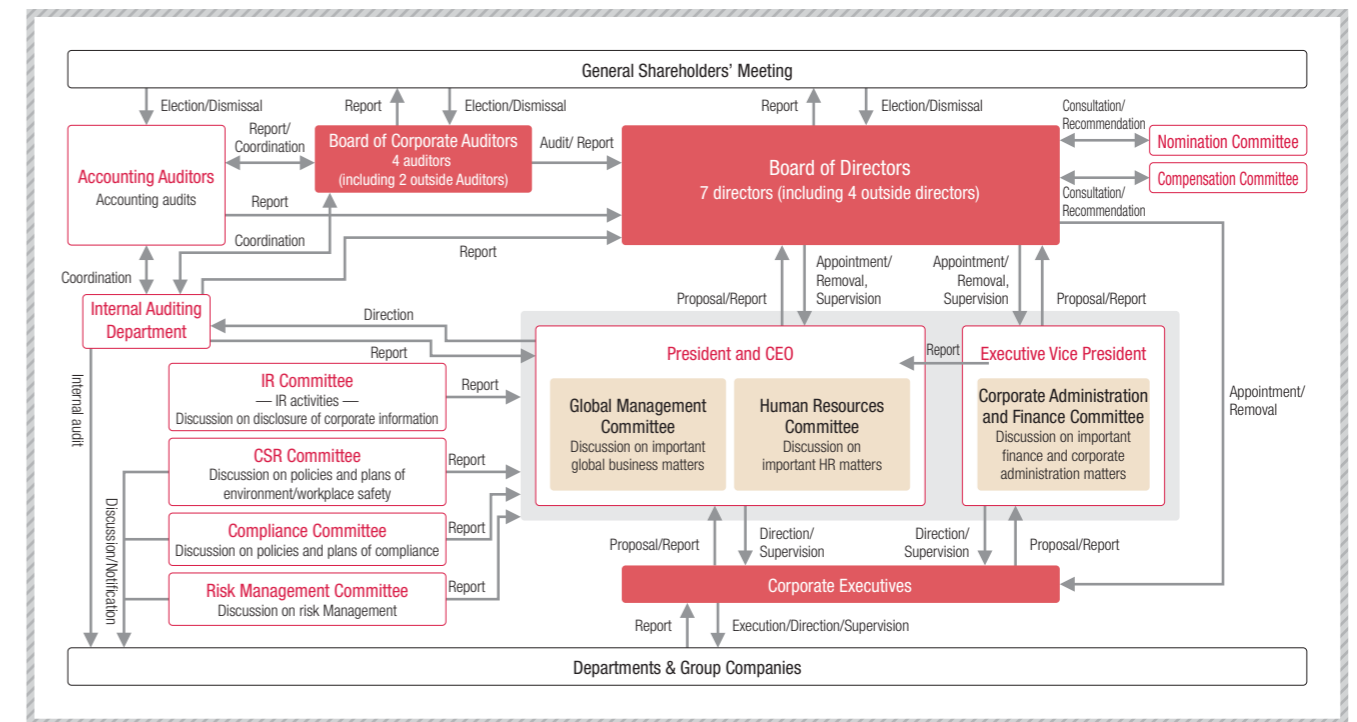 General Shareholders' Meeting
Election/Dismissal
Report
Election/Dismissal
Report
Election/Dismissal
Consultation/
Recommendation
Report/
Coordination
Board of Corporate Auditors
4 auditors
(including 2 outside Auditors)
Audit/ Report
Board of Directors
7 directors (including 4 outside directors)
Nomination Committee
Compensation Committee
Consultation/
Recommendation
Accounting Auditors
Accounting audits
Report
Coordination
Report
Coordination
Internal Auditing
Department
Proposal/Report
Appointment/
Removal,
Supervision
Appointment/
Removal,
Supervision
Proposal/Report
Direction
Report
President and CEO
Report
Executive Vice President
Global Management
Committee
Discussion on important
global business matters
Human Resources
Committee
Discussion on
important HR matters
Corporate Administration
and Finance Committee
Discussion on important
finance and corporate
administration matters
Appointment/
Removal
Internal audit
IR Committee
— IR activities —
Discussion on disclosure of corporate information
Report
CSR Committee
Discussion on policies and plans of
environment/workplace safety
Report
Compliance Committee
Discussion on policies and plans of compliance
Report
Risk Management Committee
Discussion on risk Management
Report
Discussion/Notification
Proposal/Report
Direction/
Supervision
Direction/
Supervision
Proposal/Report
Corporate Executives
Report
Execution/Direction/Supervision
Departments & Group Companies